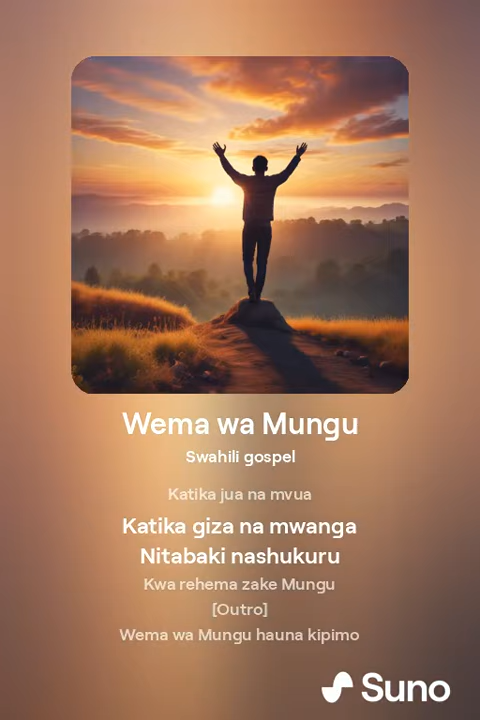 Wema wa Mungu
Swahili gospel
Katika jua na mvua
Katika giza na mwanga
Nitabaki nashukuru
Kwa rehema zake Mungu
[Outro]
Wema wa Mungu hauna kipimo
Suno